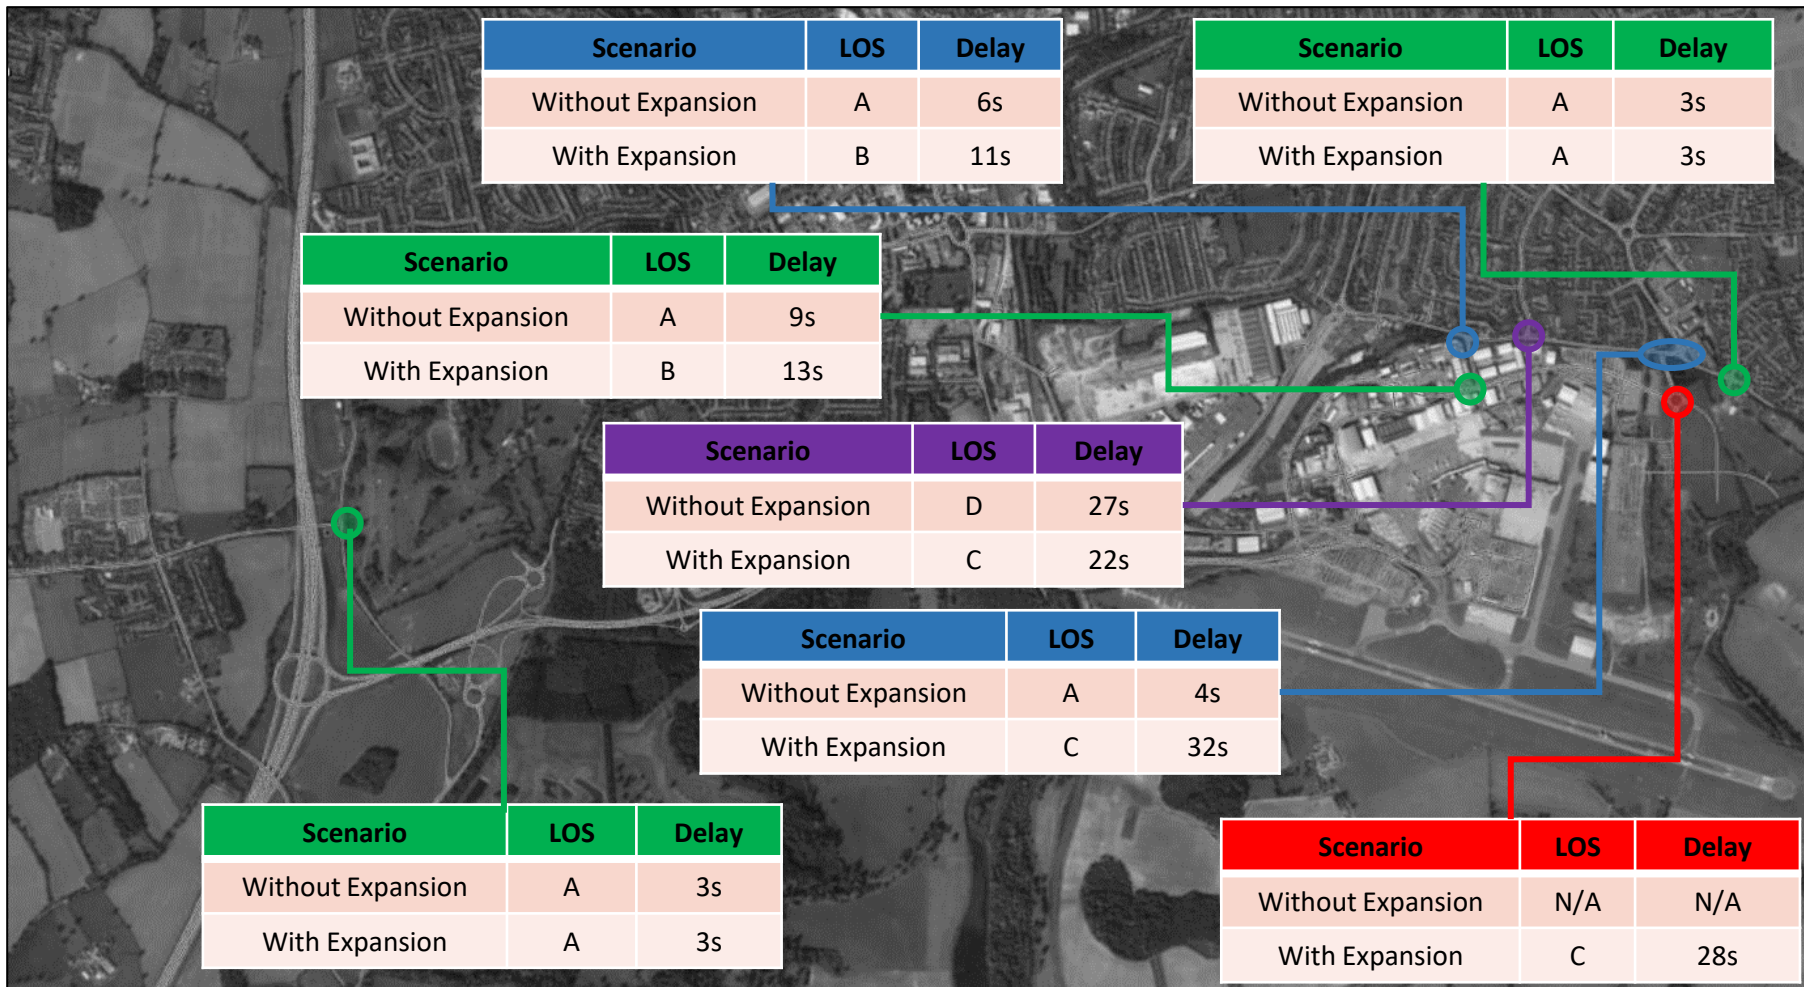 Scenario LOS Delay
Without Expansion A 6s
With Expansion B 11s
Scenario LOS Delay
Without Expansion A 3s
With Expansion A 3s
Scenario LOS Delay
Without Expansion A 9s
With Expansion B 13s
Scenario LOS Delay
Without Expansion D 27s
With Expansion C 22s
Scenario LOS Delay
Without Expansion A 4s
With Expansion C 32s
Scenario LOS Delay
Without Expansion A 3s
With Expansion A 3s
Scenario LOS Delay
Without Expansion N/A N/A
With Expansion C 28s